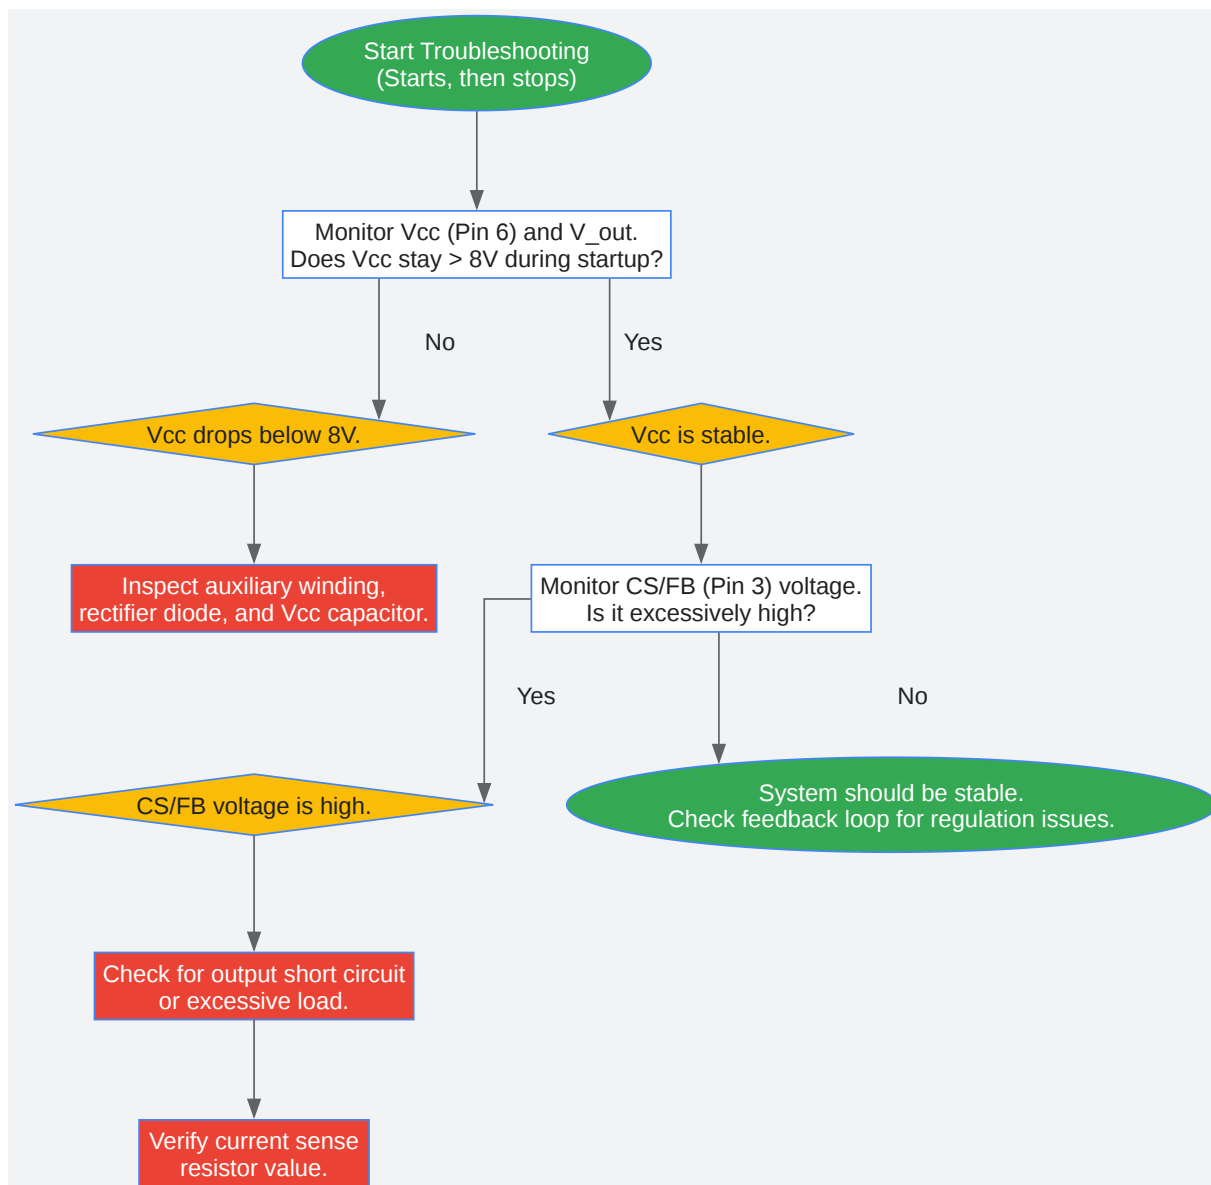 Start Troubleshooting
(Starts, then stops)
Monitor Vcc (Pin 6) and V_out.
Does Vcc stay > 8V during startup?
No
Yes
Vcc drops below 8V.
Vcc is stable.
Inspect auxiliary winding,
rectifier diode, and Vcc capacitor.
Monitor CS/FB (Pin 3) voltage.
Is it excessively high?
Yes
No
CS/FB voltage is high.
System should be stable.
Check feedback loop for regulation issues.
Check for output short circuit
or excessive load.
Verify current sense
resistor value.